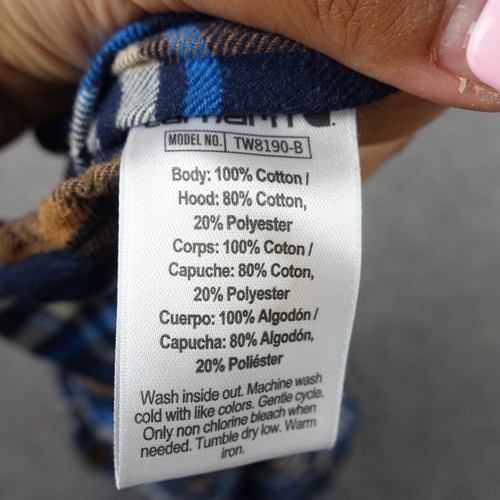 carhartt.
MODEL NO. TW8190-B
Body: 100% Cotton /
Hood: 80% Cotton,
20% Polyester
Corps: 100% Coton /
Capuche: 80% Coton,
20% Polyester
Cuerpo: 100% Algodón /
Capucha: 80% Algodón,
20% Poliéster
Wash inside out. Machine wash
cold with like colors. Gentle cycle.
Only non chlorine bleach when
needed. Tumble dry low. Warm
iron.